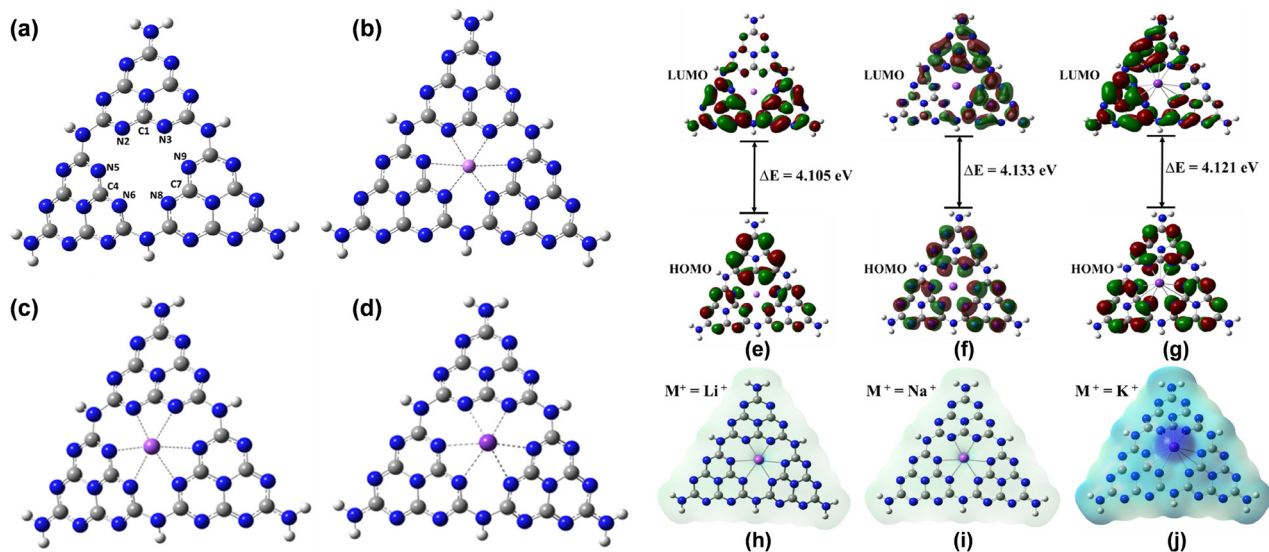 (a)
C1
N2
N3
N5
N9
C4
C7
N6
N8
(b)
(c)
(d)
LUMO
ΔE = 4.105 eV
HOMO
(e)
LUMO
ΔE = 4.133 eV
HOMO
(f)
LUMO
ΔE = 4.121 eV
HOMO
(g)
M⁺ = Li⁺
(h)
M⁺ = Na⁺
(i)
M⁺ = K⁺
(j)